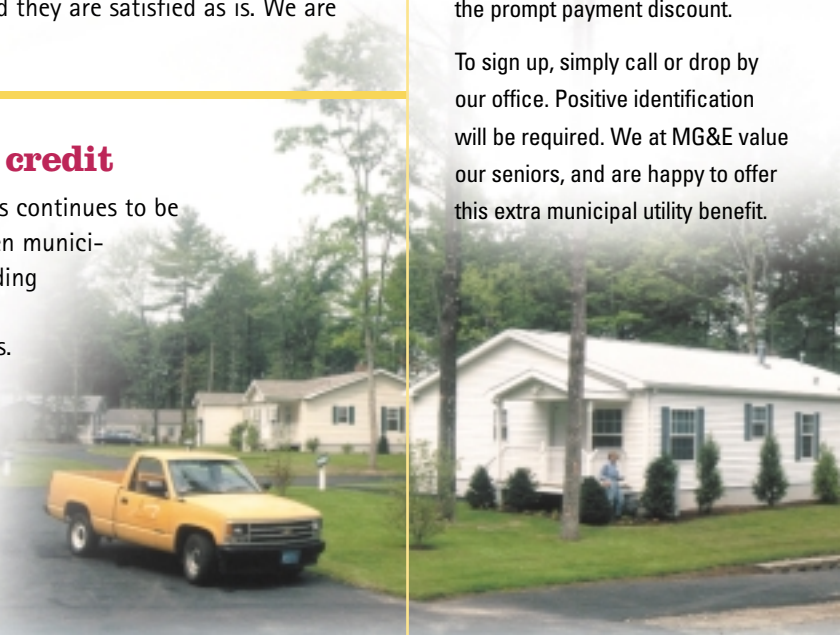 d they are satisfied as is. We are
credit
s continues to be
en munici-
ding
s.
the prompt payment discount.
To sign up, simply call or drop by
our office. Positive identification
will be required. We at MG&E value
our seniors, and are happy to offer
this extra municipal utility benefit.